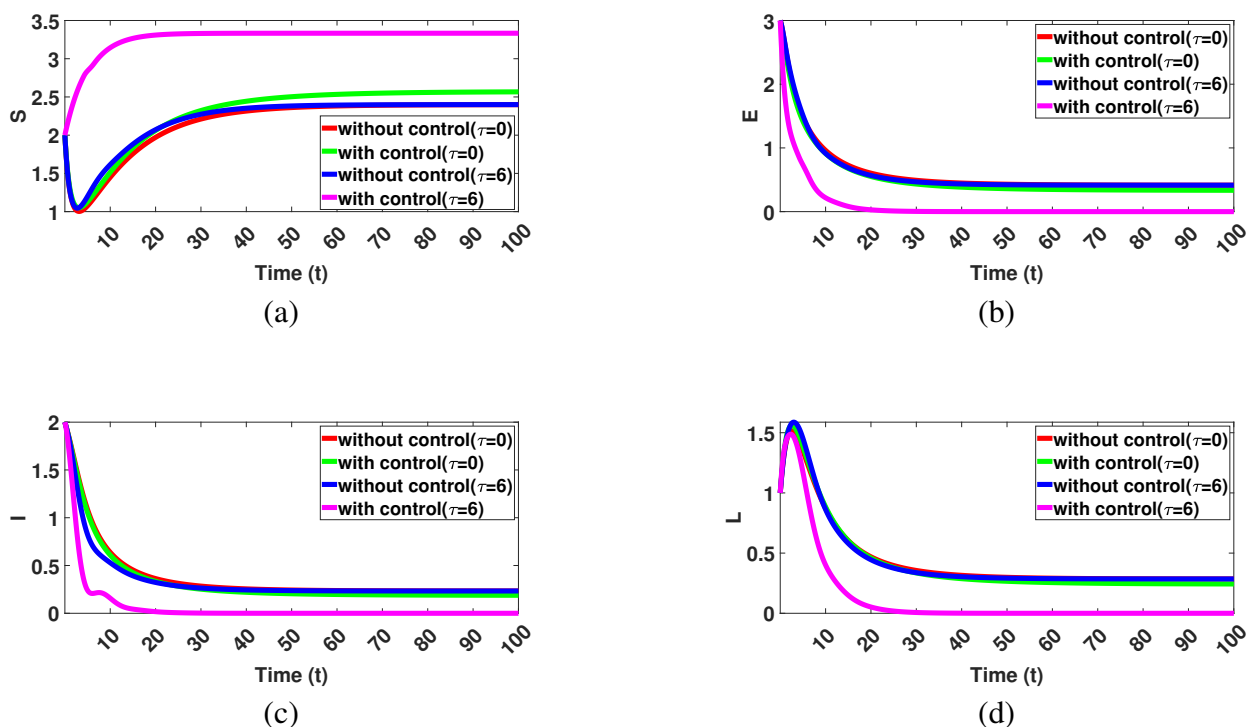 3.5
3
2.5
2
1.5
1
S
without control(τ=0)
with control(τ=0)
without control(τ=6)
with control(τ=6)
10 20 30 40 50 60 70 80 90 100
Time (t)
(a)
3
2
1
0
E
without control(τ=0)
with control(τ=0)
without control(τ=6)
with control(τ=6)
10 20 30 40 50 60 70 80 90 100
Time (t)
(b)
2
1.5
1
0.5
0
I
without control(τ=0)
with control(τ=0)
without control(τ=6)
with control(τ=6)
10 20 30 40 50 60 70 80 90 100
Time (t)
(c)
1.5
1
0.5
0
L
without control(τ=0)
with control(τ=0)
without control(τ=6)
with control(τ=6)
10 20 30 40 50 60 70 80 90 100
Time (t)
(d)